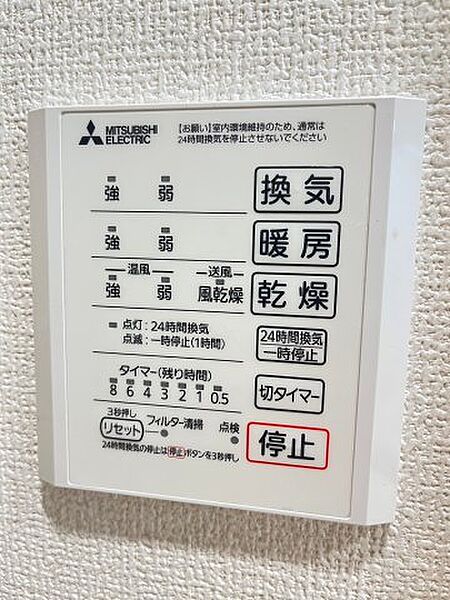 MITSUBISHI ELECTRIC
【お願い】室内環境維持のため、通常は
24時間換気を停止させないでください
強 弱 換気
強 弱 暖房
温風 送風
強 弱 風乾燥 乾燥
点灯:24時間換気
点滅:一時停止(1時間)
24時間換気
一時停止
タイマー(残り時間)
8 6 4 3 2 1 0.5
切タイマー
3秒押し
リセット フィルター清掃 点検
停止
24時間換気の停止は停止ボタンを3秒押し